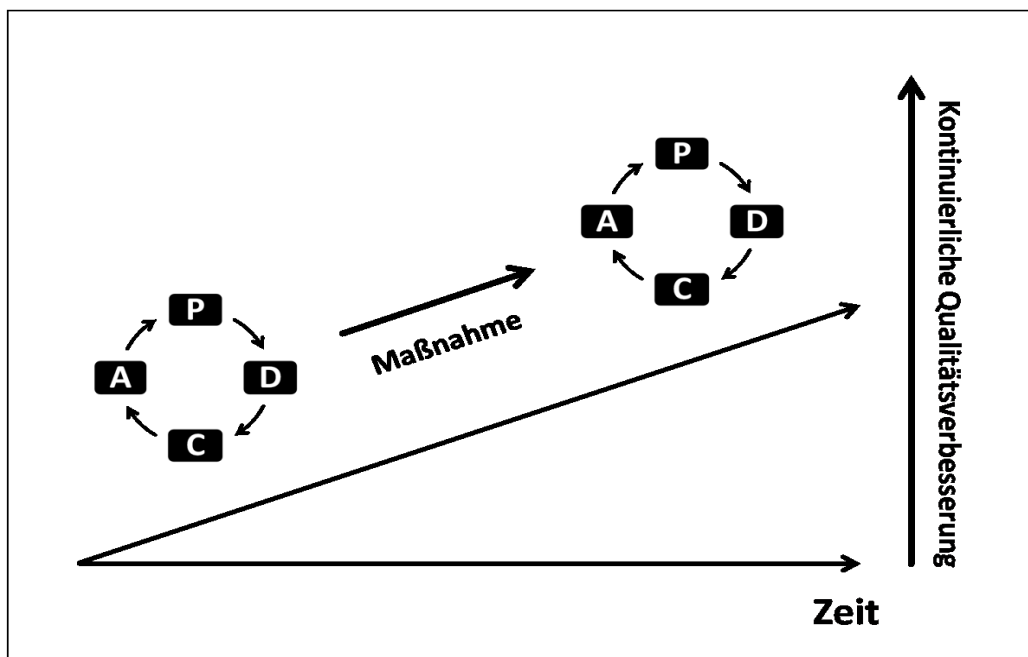 P
A
D
C
Maßnahme
P
A
D
C
Kontinuierliche Qualitätsverbesserung
Zeit